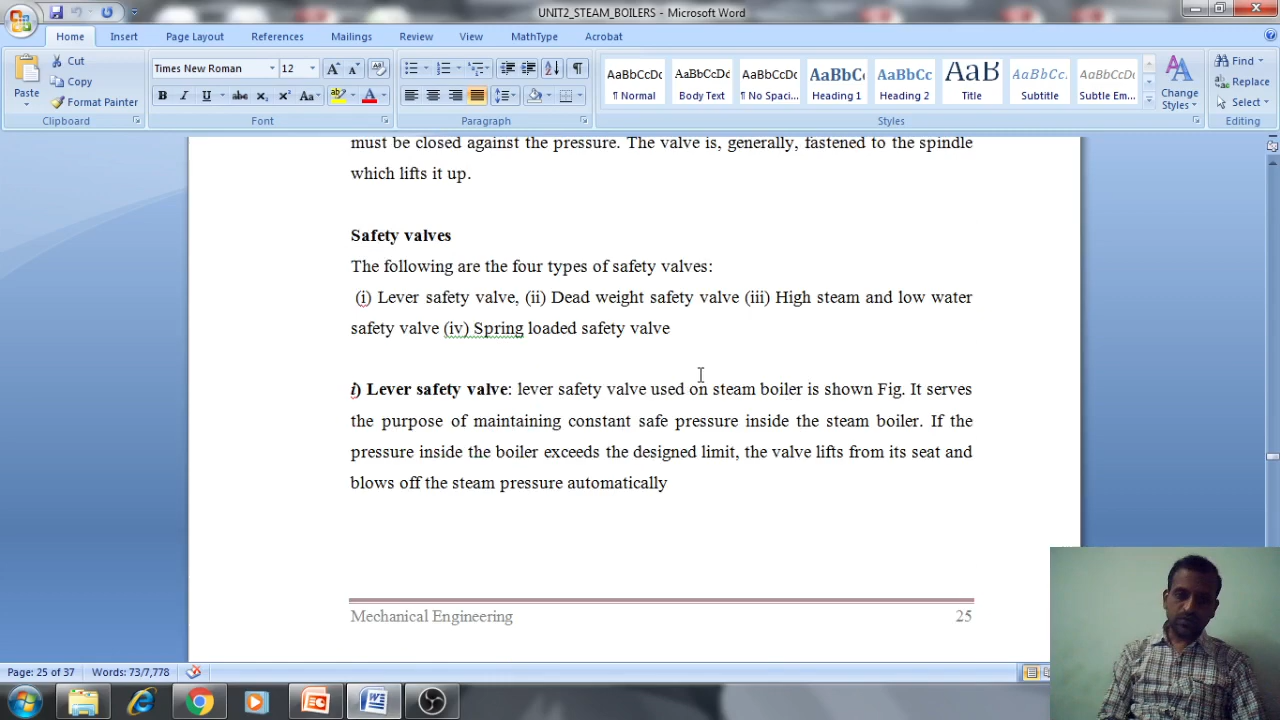 UNIT2_STEAM_BOILERS - Microsoft Word
Home Insert Page Layout References Mailings Review View MathType Acrobat
Cut
Copy
Paste
Format Painter
Clipboard
Times New Roman 12
Font
Paragraph
AaBbCcDc AaBbCcDc AaBbCcDc AaBbC AaBbCc AaB AaBbCc. AaBbCcDc
¶ Normal Body Text ¶ No Spaci... Heading 1 Heading 2 Title Subtitle Subtle Em...
Change Styles
Styles
Find
Replace
Select
Editing
must be closed against the pressure. The valve is, generally, fastened to the spindle
which lifts it up.
Safety valves
The following are the four types of safety valves:
(i) Lever safety valve, (ii) Dead weight safety valve (iii) High steam and low water
safety valve (iv) Spring loaded safety valve
i) Lever safety valve: lever safety valve used on steam boiler is shown Fig. It serves
the purpose of maintaining constant safe pressure inside the steam boiler. If the
pressure inside the boiler exceeds the designed limit, the valve lifts from its seat and
blows off the steam pressure automatically
Mechanical Engineering 25
Page: 25 of 37 Words: 73/7,778